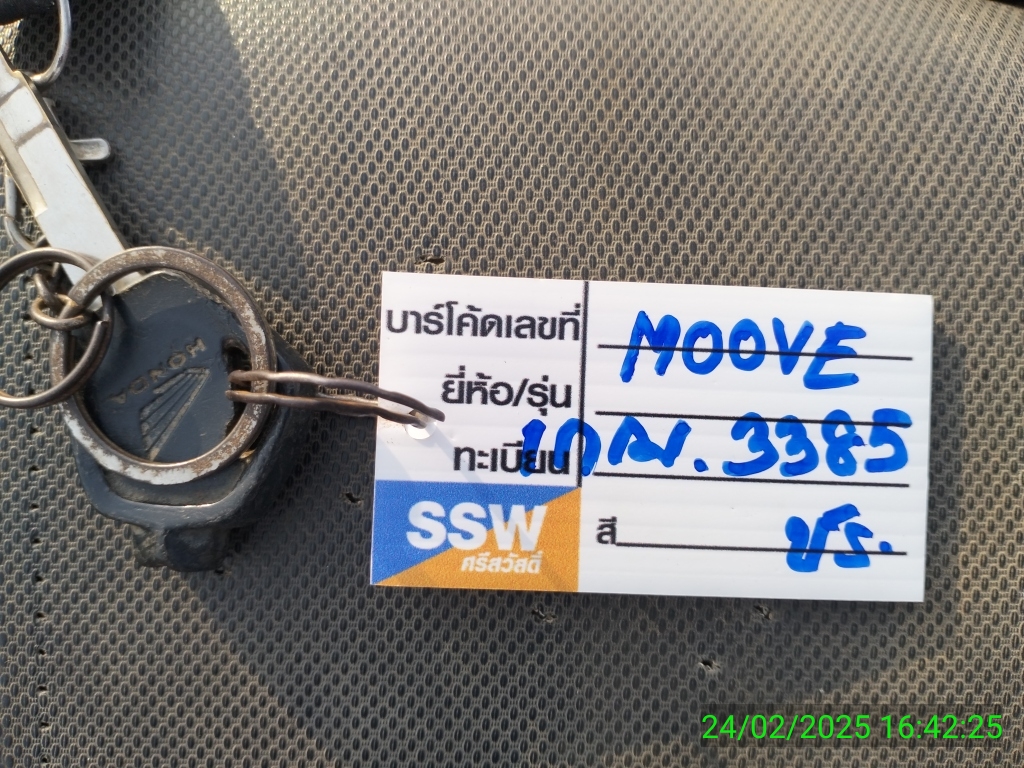 บาร์โค้ดเลขที่ MOOVE
ยี่ห้อ/รุ่น
ทะเบียน 1กฌ. 3385
SSW
ศรีสวัสดิ์
สี ชร.
HONDA
24/02/2025 16:42:25